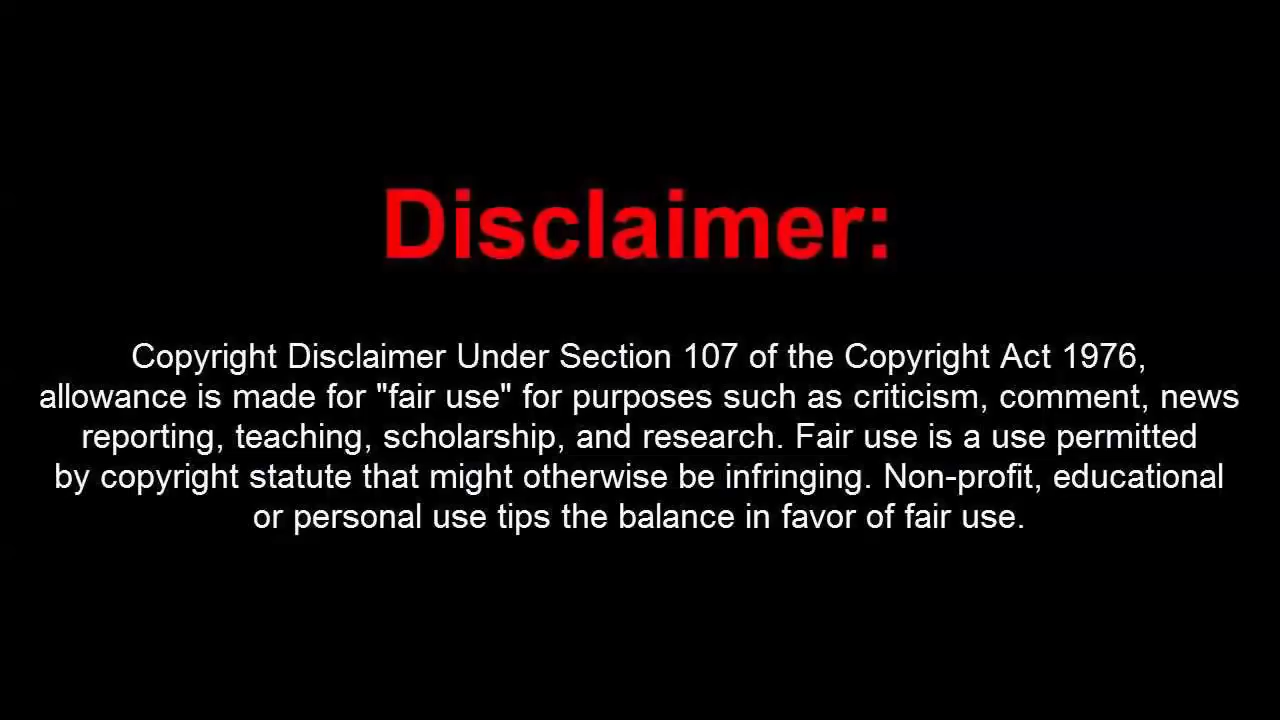 Disclaimer:
Copyright Disclaimer Under Section 107 of the Copyright Act 1976,
allowance is made for "fair use" for purposes such as criticism, comment, news
reporting, teaching, scholarship, and research. Fair use is a use permitted
by copyright statute that might otherwise be infringing. Non-profit, educational
or personal use tips the balance in favor of fair use.